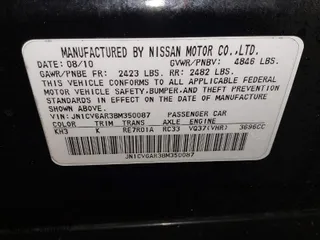 MANUFACTURED BY NISSAN MOTOR CO.,LTD.
DATE: 08/10 GVWR/PNBV: 4846 LBS.
GAWR/PNBE FR: 2423 LBS. RR: 2482 LBS.
THIS VEHICLE CONFORMS TO ALL APPLICABLE FEDERAL
MOTOR VEHICLE SAFETY,BUMPER,AND THEFT PREVENTION
STANDARDS IN EFFECT ON THE DATE OF MANUFACTURE
SHOWN ABOVE.
VIN: JN1CV6AR3BM350087 PASSENGER CAR
COLOR TRIM TRANS AXLE ENGINE
KH3 K RE7R01A RC33 VQ37(VHR) 3696CC
JN1CV6AR3BM350087